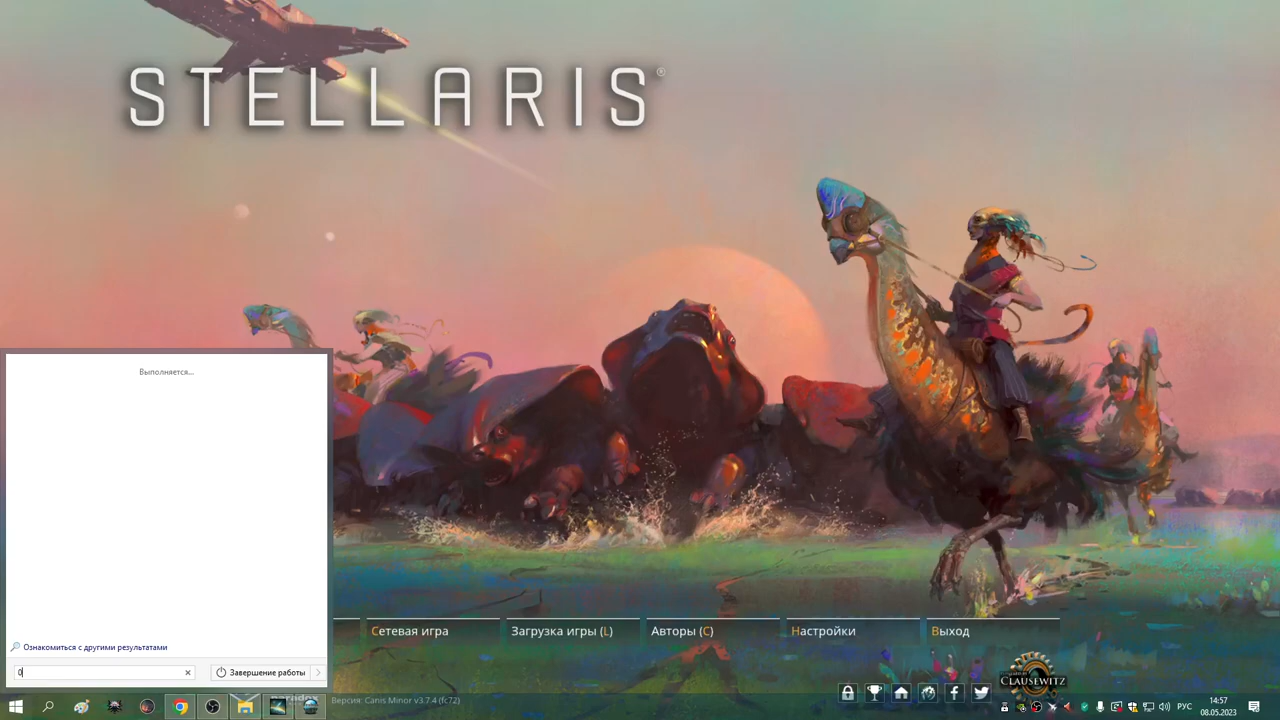 STELLARIS®
Выполняется...
Ознакомиться с другими результатами
0
Завершение работы
Сетевая игра
Загрузка игры (L)
Авторы (C)
Настройки
Выход
CLAUSEWITZ
paradox
Версия: Canis Minor v3.7.4 (fc72)
РУС
14:57
08.05.2023